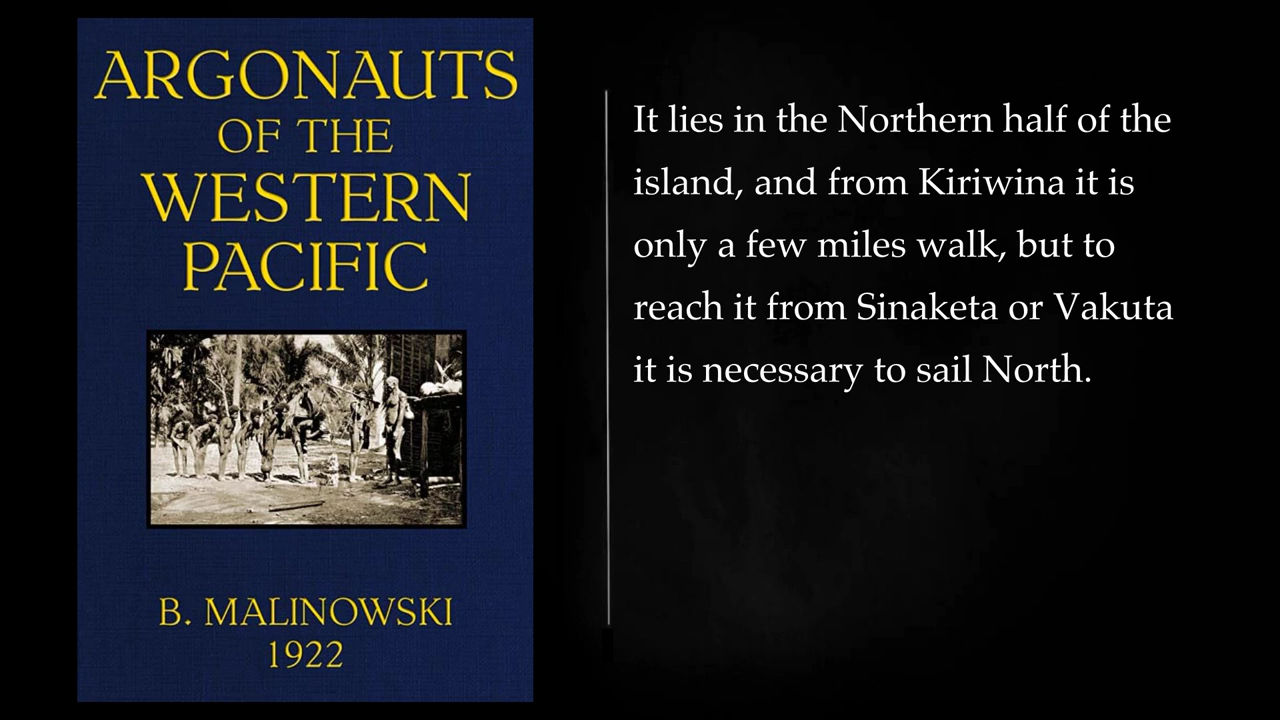 ARGONAUTS
OF THE
WESTERN
PACIFIC
B. MALINOWSKI
1922
It lies in the Northern half of the
island, and from Kiriwina it is
only a few miles walk, but to
reach it from Sinaketa or Vakuta
it is necessary to sail North.